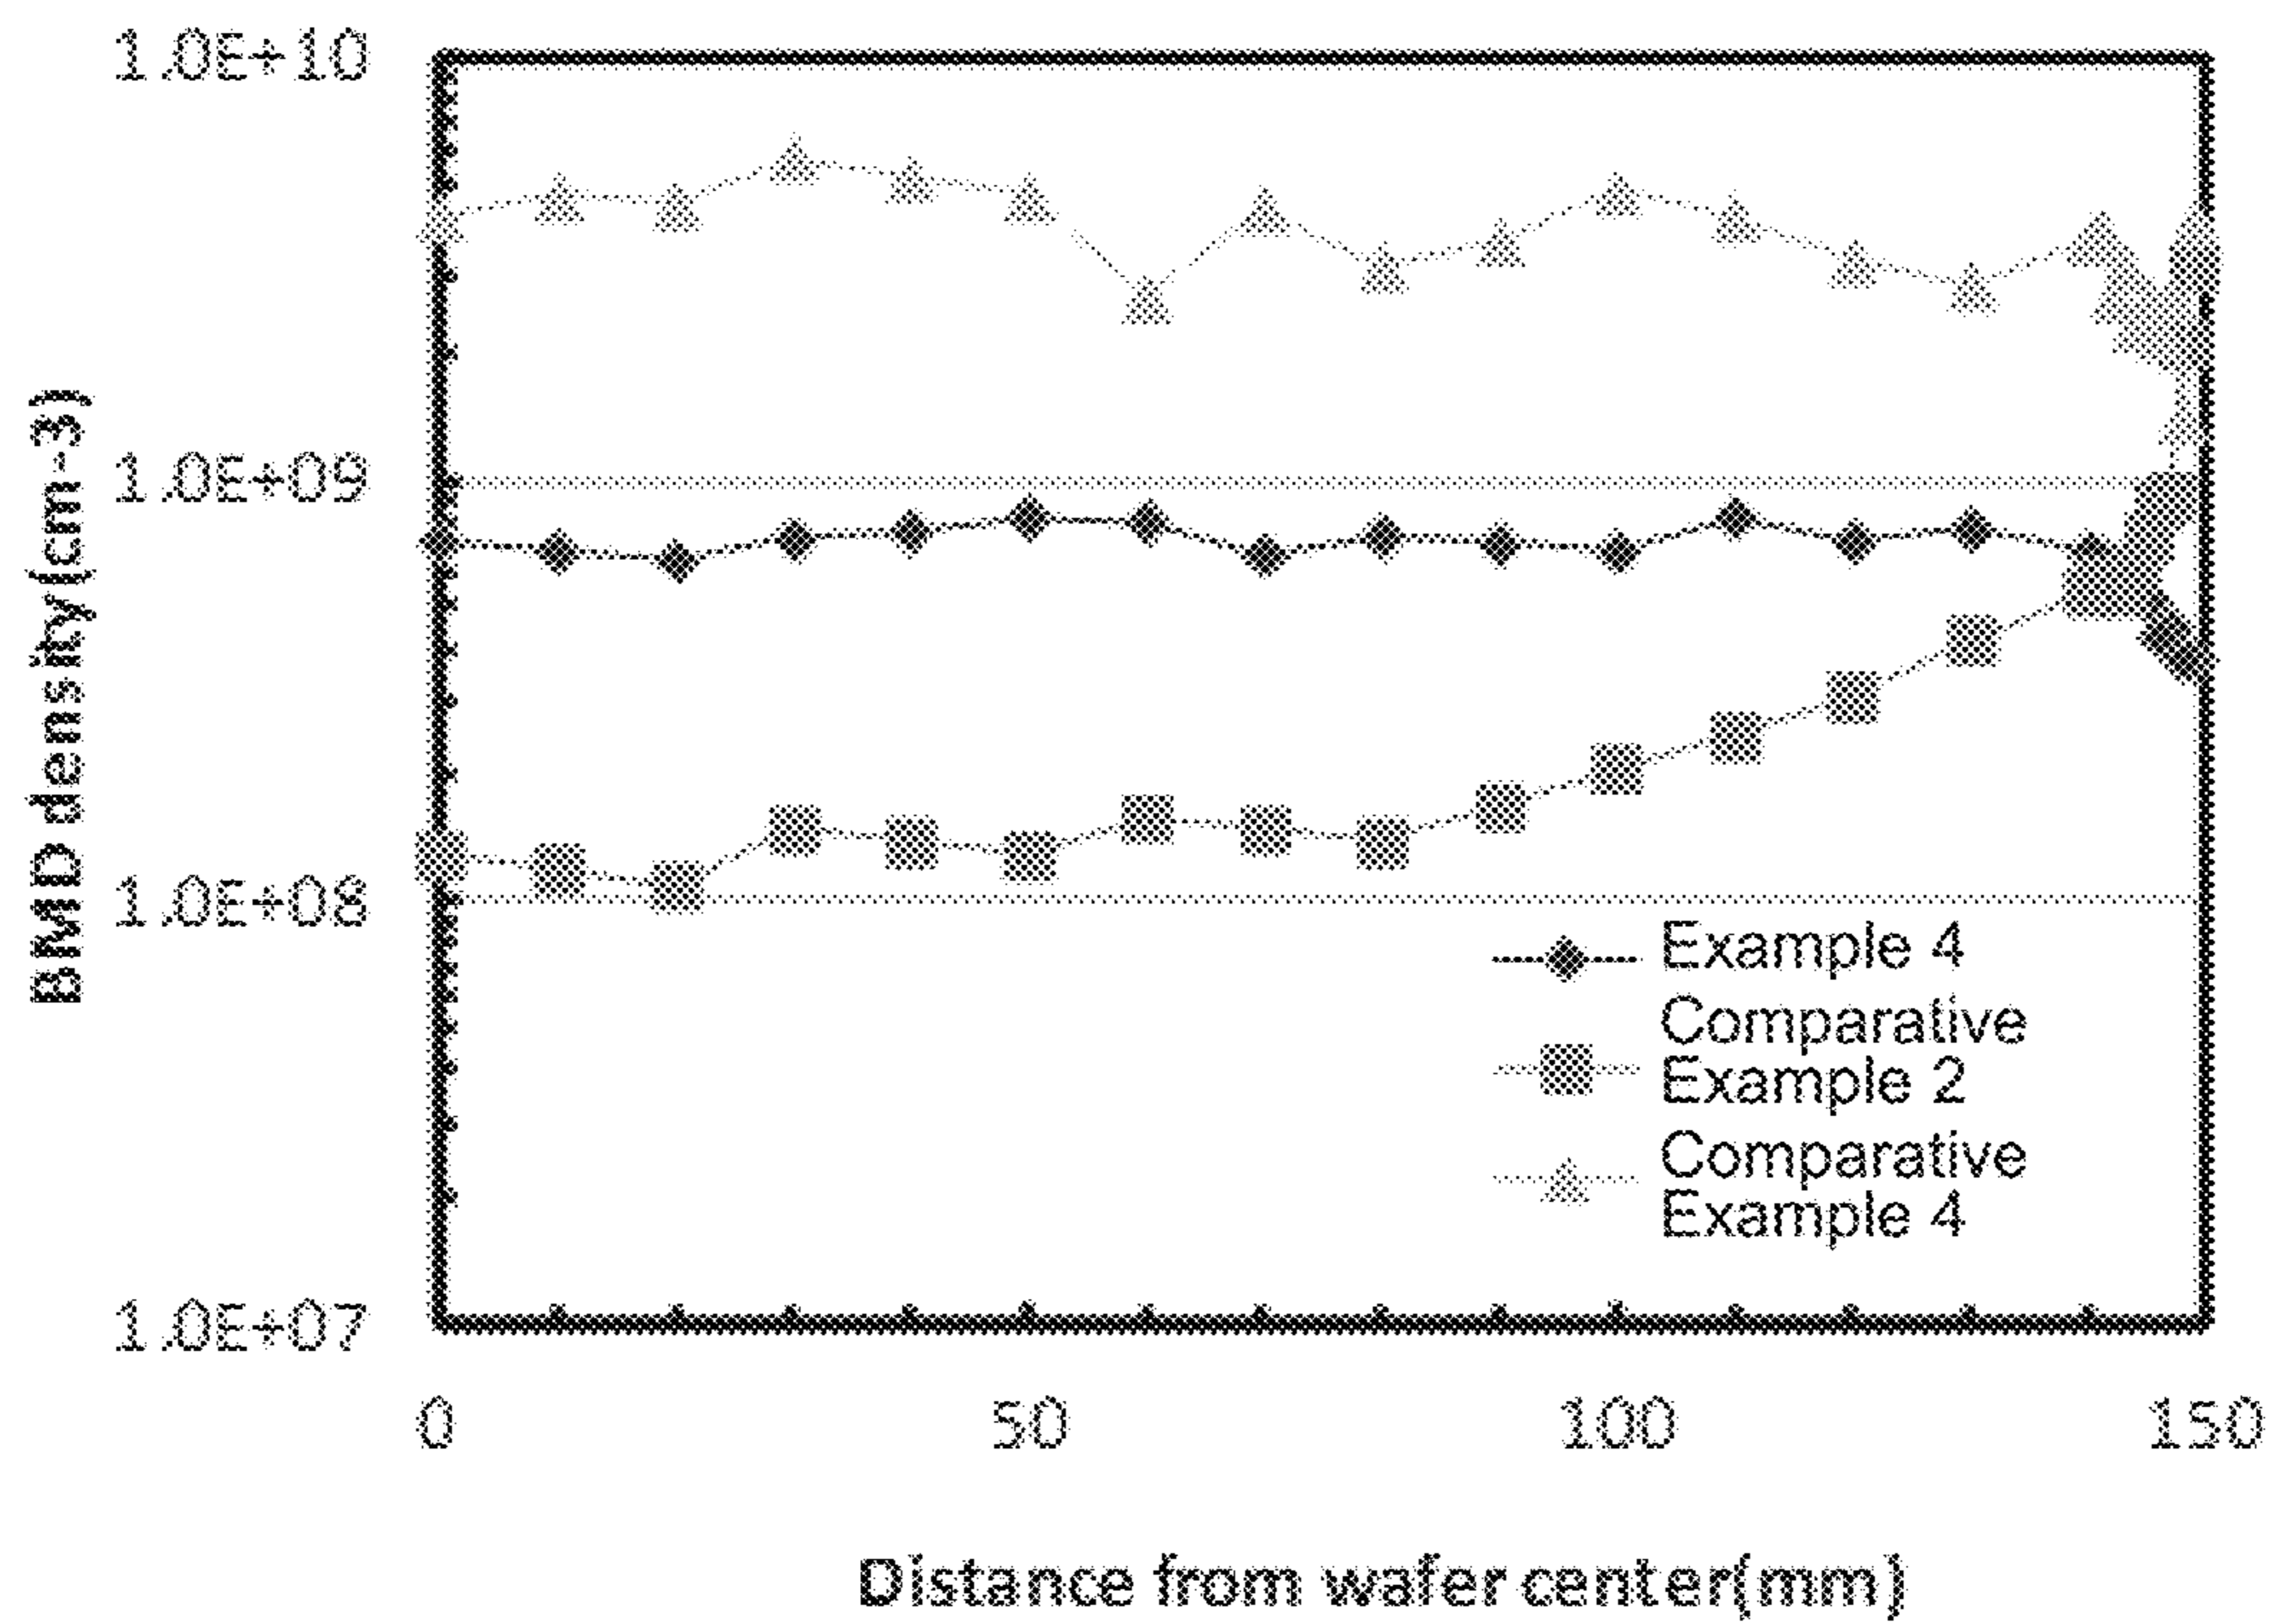 1.0E+10
1.0E+09
1.0E+08
1.0E+07
BMD density(cm-3)
Example 4
Comparative
Example 2
Comparative
Example 4
0
50
100
150
Distance from wafer center(mm)